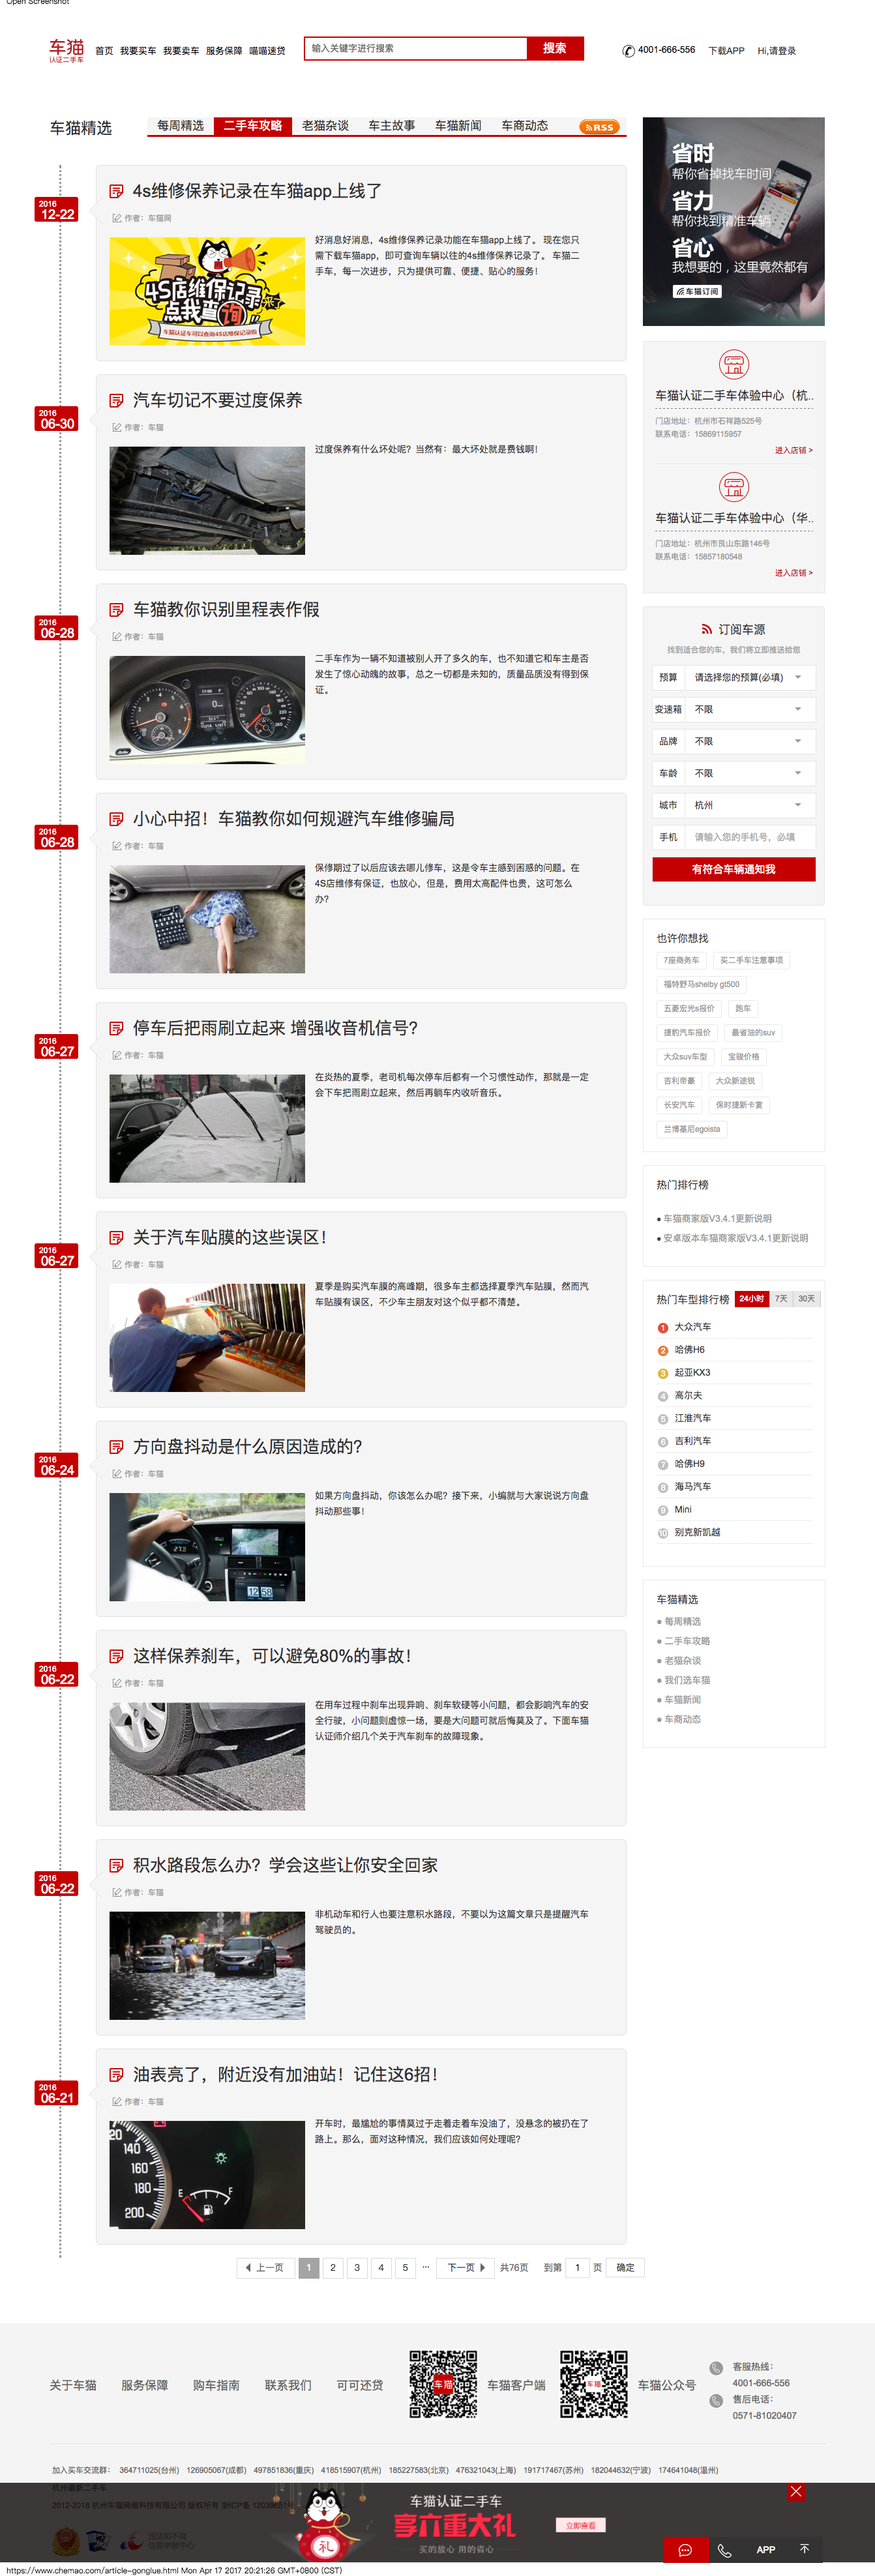 Open Screenshot
车猫
认证二手车
首页 我要买车 我要卖车 服务保障 喵喵速贷
输入关键字进行搜索
搜索
4001-666-556
下载APP
Hi,请登录
车猫精选
每周精选 二手车攻略 老猫杂谈 车主故事 车猫新闻 车商动态
RSS
2016
12-22
4s维修保养记录在车猫app上线了
作者：车猫网
4S店维保记录来了
点我查询
车猫认证车可以查询4S店维保记录啦
好消息好消息，4s维修保养记录功能在车猫app上线了。 现在您只
需下载车猫app，即可查询车辆以往的4s维修保养记录了。 车猫二
手车，每一次进步，只为提供可靠、便捷、贴心的服务！
2016
06-30
汽车切记不要过度保养
作者：车猫
过度保养有什么坏处呢？当然有：最大坏处就是费钱啊！
2016
06-28
车猫教你识别里程表作假
作者：车猫
二手车作为一辆不知道被别人开了多久的车，也不知道它和车主是否
发生了惊心动魄的故事，总之一切都是未知的，质量品质没有得到保
证。
2016
06-28
小心中招！车猫教你如何规避汽车维修骗局
作者：车猫
保修期过了以后应该去哪儿修车，这是令车主感到困惑的问题。在
4S店维修有保证，也放心，但是，费用太高配件也贵，这可怎么
办？
2016
06-27
停车后把雨刷立起来 增强收音机信号？
作者：车猫
在炎热的夏季，老司机每次停车后都有一个习惯性动作，那就是一定
会下车把雨刷立起来，然后再躺车内收听音乐。
2016
06-27
关于汽车贴膜的这些误区！
作者：车猫
夏季是购买汽车膜的高峰期，很多车主都选择夏季汽车贴膜，然而汽
车贴膜有误区，不少车主朋友对这个似乎都不清楚。
2016
06-24
方向盘抖动是什么原因造成的？
作者：车猫
12 58
如果方向盘抖动，你该怎么办呢？接下来，小编就与大家说说方向盘
抖动那些事！
2016
06-22
这样保养刹车，可以避免80%的事故！
作者：车猫
在用车过程中刹车出现异响、刹车软硬等小问题，都会影响汽车的安
全行驶，小问题则虚惊一场，要是大问题可就后悔莫及了。下面车猫
认证师介绍几个关于汽车刹车的故障现象。
2016
06-22
积水路段怎么办？学会这些让你安全回家
作者：车猫
非机动车和行人也要注意积水路段，不要以为这篇文章只是提醒汽车
驾驶员的。
2016
06-21
油表亮了，附近没有加油站！记住这6招！
作者：车猫
120
140
160
180
200
E
F
开车时，最尴尬的事情莫过于走着走着车没油了，没悬念的被扔在了
路上。那么，面对这种情况，我们应该如何处理呢？
上一页 1 2 3 4 5 ... 下一页 共76页 到第 1 页 确定
省时
帮你省掉找车时间
省力
帮你找到精准车辆
省心
我想要的，这里竟然都有
车猫订阅
车猫认证二手车体验中心（杭..
门店地址：杭州市石祥路525号
联系电话：15869115957
进入店铺 >
车猫认证二手车体验中心（华..
门店地址：杭州市艮山东路146号
联系电话：15857180548
进入店铺 >
订阅车源
找到适合您的车，我们将立即推送给您
预算 请选择您的预算(必填)
变速箱 不限
品牌 不限
车龄 不限
城市 杭州
手机 请输入您的手机号，必填
有符合车辆通知我
也许你想找
7座商务车 买二手车注意事项
福特野马shelby gt500
五菱宏光s报价 跑车
捷豹汽车报价 最省油的suv
大众suv车型 宝骏价格
吉利帝豪 大众新途锐
长安汽车 保时捷新卡宴
兰博基尼egoista
热门排行榜
车猫商家版V3.4.1更新说明
安卓版本车猫商家版V3.4.1更新说明
热门车型排行榜 24小时 7天 30天
1 大众汽车
2 哈佛H6
3 起亚KX3
4 高尔夫
5 江淮汽车
6 吉利汽车
7 哈佛H9
8 海马汽车
9 Mini
10 别克新凯越
车猫精选
每周精选
二手车攻略
老猫杂谈
我们选车猫
车猫新闻
车商动态
关于车猫 服务保障 购车指南 联系我们 可可还贷
车猫
车猫客户端
车猫
车猫公众号
客服热线：
4001-666-556
售后电话：
0571-81020407
加入买车交流群： 364711025(台州) 126905067(成都) 497851836(重庆) 418515907(杭州) 185227583(北京) 476321043(上海) 191717467(苏州) 182044632(宁波) 174641048(温州)
杭州最新二手车
2012-2018 杭州车猫网络科技有限公司 版权所有 浙ICP备
礼
车猫认证二手车
享六重大礼
买的放心 用的省心
立即查看
APP
https://www.chemao.com/article-gonglue.html Mon Apr 17 2017 20:21:26 GMT+0800 (CST)